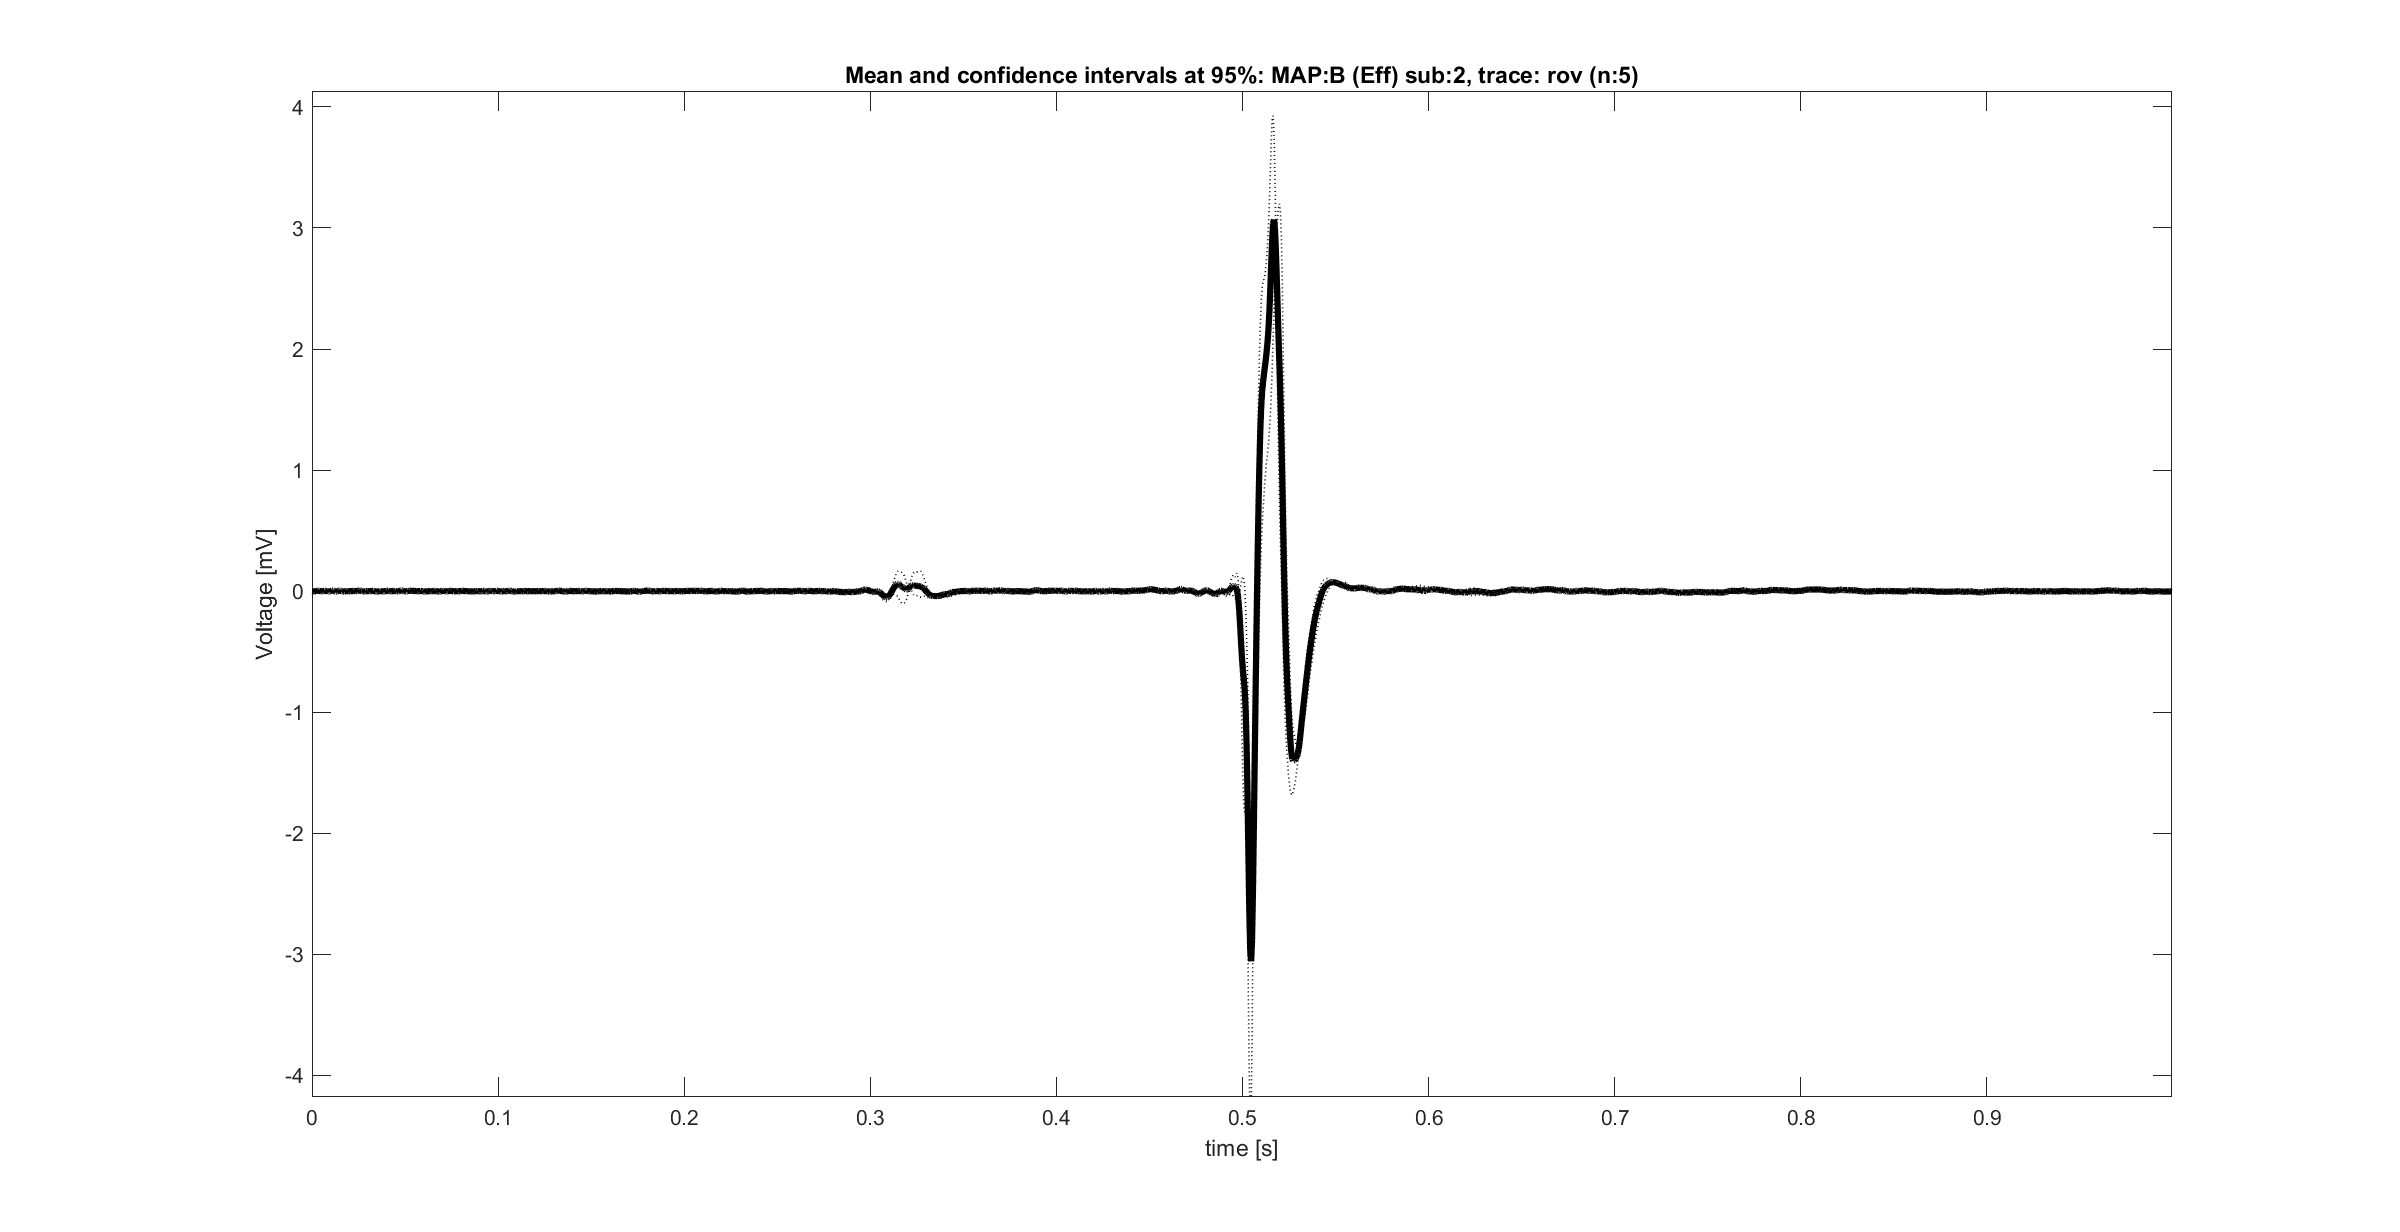 Mean and confidence intervals at 95%: MAP:B (Eff) sub:2, trace: rov (n:5)
4
3
2
1
0
-1
-2
-3
-4
Voltage [mV]
0 0.1 0.2 0.3 0.4 0.5 0.6 0.7 0.8 0.9
time [s]